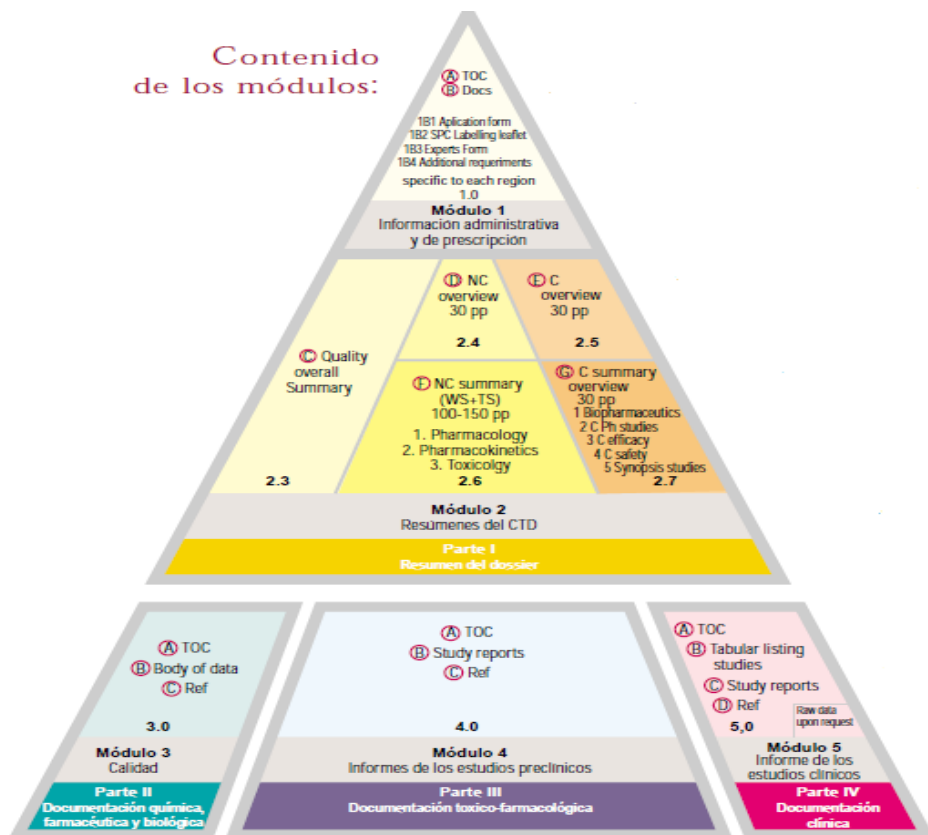 Contenido
de los módulos:
A TOC
B Docs
1B1 Aplication form
1B2 SPC Labelling leaflet
1B3 Experts Form
1B4 Additional requeriments
specific to each region
1.0
Módulo 1
Información administrativa
y de prescripción
C Quality
overall
Summary
2.3
D NC
overview
30 pp
2.4
E C
overview
30 pp
2.5
F NC summary
(WS+TS)
100-150 pp
1. Pharmacology
2. Pharmacokinetics
3. Toxicolgy
2.6
G C summary
overview
30 pp
1 Biopharmaceutics
2 C Ph studies
3 C efficacy
4 C safety
5 Synopsis studies
2.7
Módulo 2
Resúmenes del CTD
Parte I
Resumen del dossier
A TOC
B Body of data
C Ref
3.0
Módulo 3
Calidad
Parte II
Documentación química,
farmacéutica y biológica
A TOC
B Study reports
C Ref
4.0
Módulo 4
Informes de los estudios preclínicos
Parte III
Documentación toxico-farmacológica
A TOC
B Tabular listing
studies
C Study reports
D Ref
5,0
Raw data
upon request
Módulo 5
Informe de los
estudios clínicos
Parte IV
Documentación
clínica